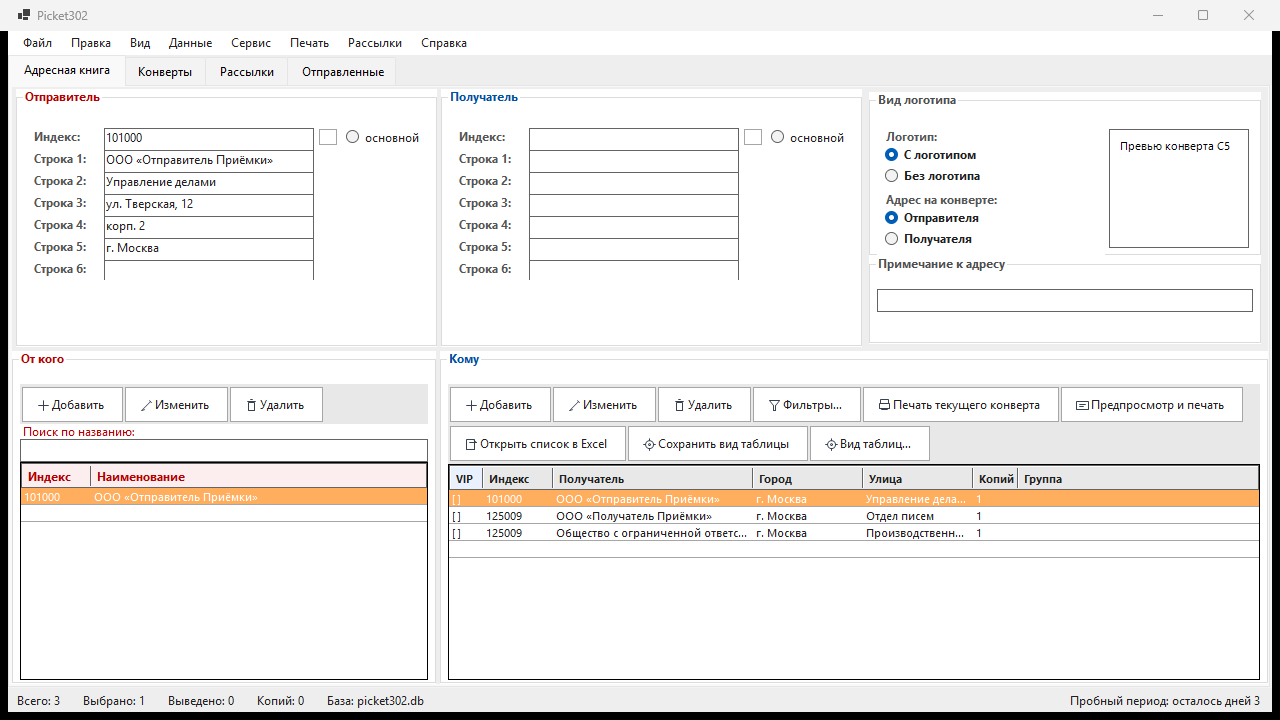 Picket302
Файл Правка Вид Данные Сервис Печать Рассылки Справка
Адресная книга Конверты Рассылки Отправленные
Отправитель
Индекс: 101000 основной
Строка 1: ООО «Отправитель Приёмки»
Строка 2: Управление делами
Строка 3: ул. Тверская, 12
Строка 4: корп. 2
Строка 5: г. Москва
Строка 6:
Получатель
Индекс: основной
Строка 1:
Строка 2:
Строка 3:
Строка 4:
Строка 5:
Строка 6:
Вид логотипа
Логотип:
С логотипом
Без логотипа
Адрес на конверте:
Отправителя
Получателя
Превью конверта C5
Примечание к адресу
От кого
Добавить Изменить Удалить
Поиск по названию:
Индекс Наименование
101000 ООО «Отправитель Приёмки»
Кому
Добавить Изменить Удалить Фильтры... Печать текущего конверта Предпросмотр и печать
Открыть список в Excel Сохранить вид таблицы Вид таблиц...
VIP Индекс Получатель Город Улица Копий Группа
[ ] 101000 ООО «Отправитель Приёмки» г. Москва Управление дела... 1
[ ] 125009 ООО «Получатель Приёмки» г. Москва Отдел писем 1
[ ] 125009 Общество с ограниченной ответс... г. Москва Производственн... 1
Всего: 3 Выбрано: 1 Выведено: 0 Копий: 0 База: picket302.db Пробный период: осталось дней 3